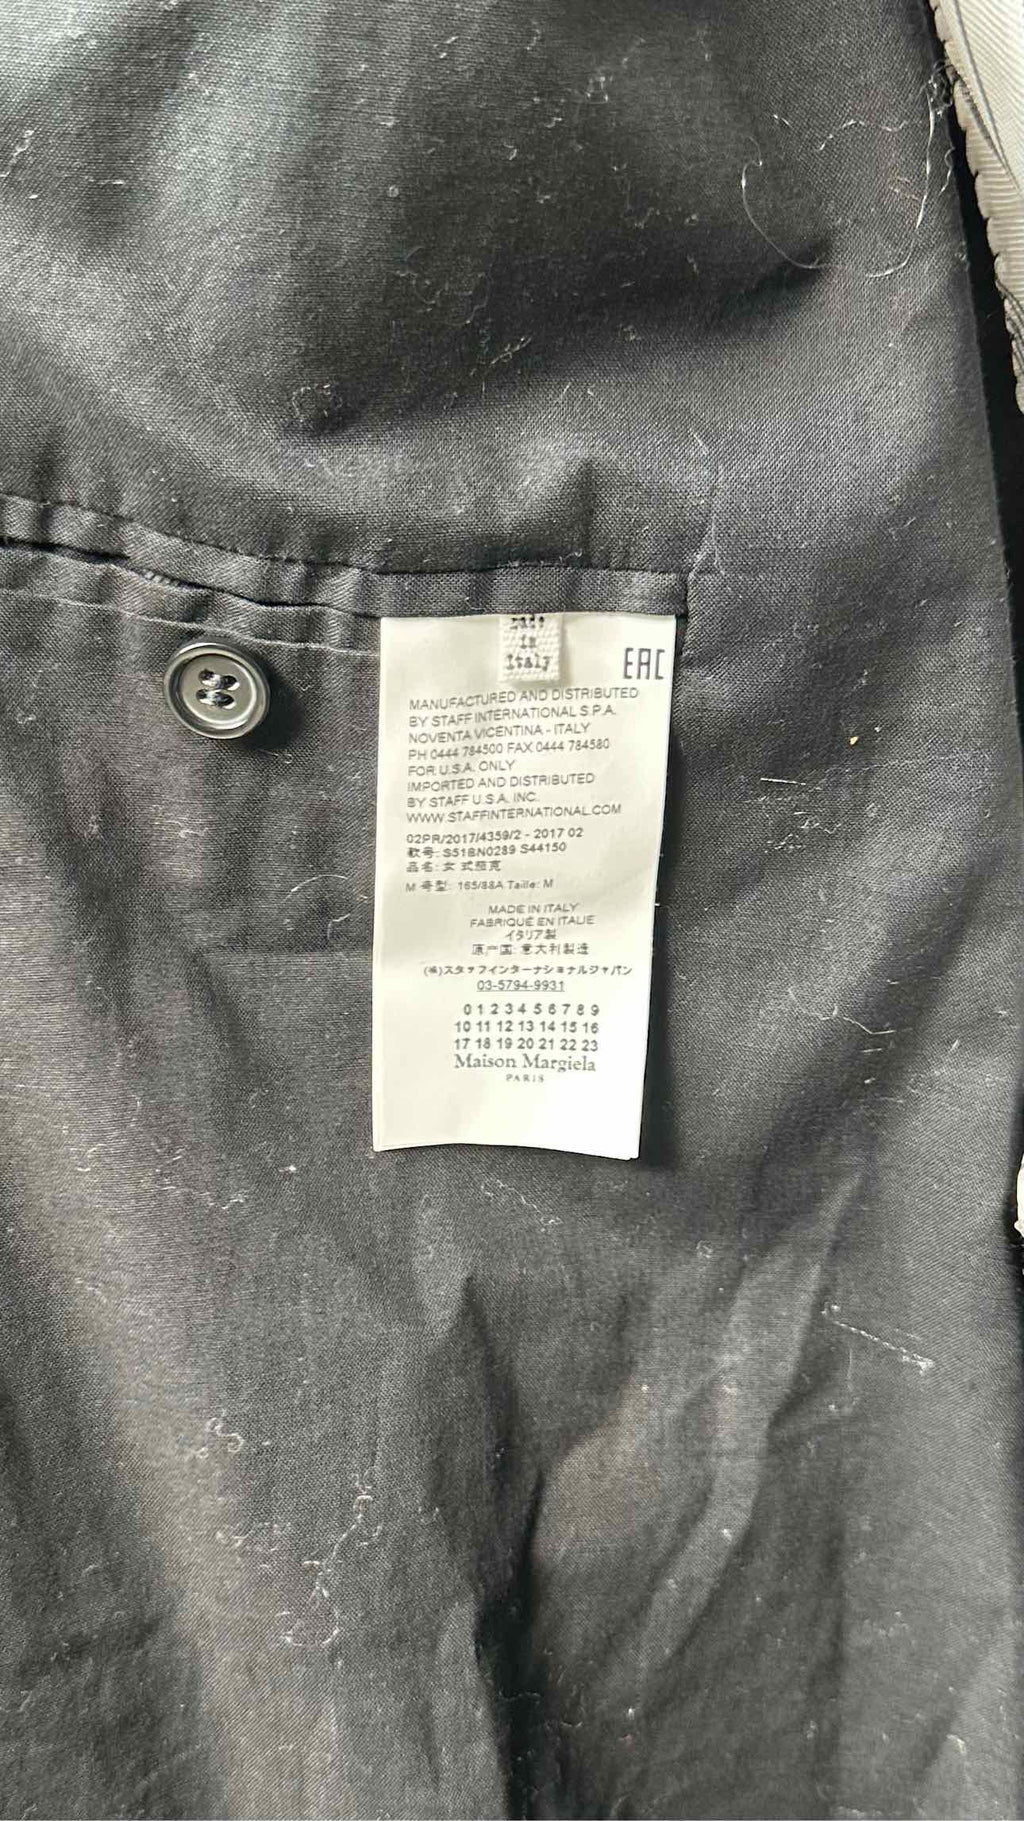 Made
in
Italy
EAC
MANUFACTURED AND DISTRIBUTED
BY STAFF INTERNATIONAL S.P.A.
NOVENTA VICENTINA - ITALY
PH 0444 784500 FAX 0444 784580
FOR U.S.A. ONLY
IMPORTED AND DISTRIBUTED
BY STAFF U.S.A. INC.
WWW.STAFFINTERNATIONAL.COM
02PR/2017/4359/2 - 2017 02
款号: S51BN0289 S44150
品名: 女 式茄克
M 号型: 165/88A Taille: M
MADE IN ITALY
FABRIQUÉ EN ITALIE
イタリア製
原产国: 意大利製造
(株)スタッフインターナショナルジャパン
03-5794-9931
0 1 2 3 4 5 6 7 8 9
10 11 12 13 14 15 16
17 18 19 20 21 22 23
Maison Margiela
PARIS